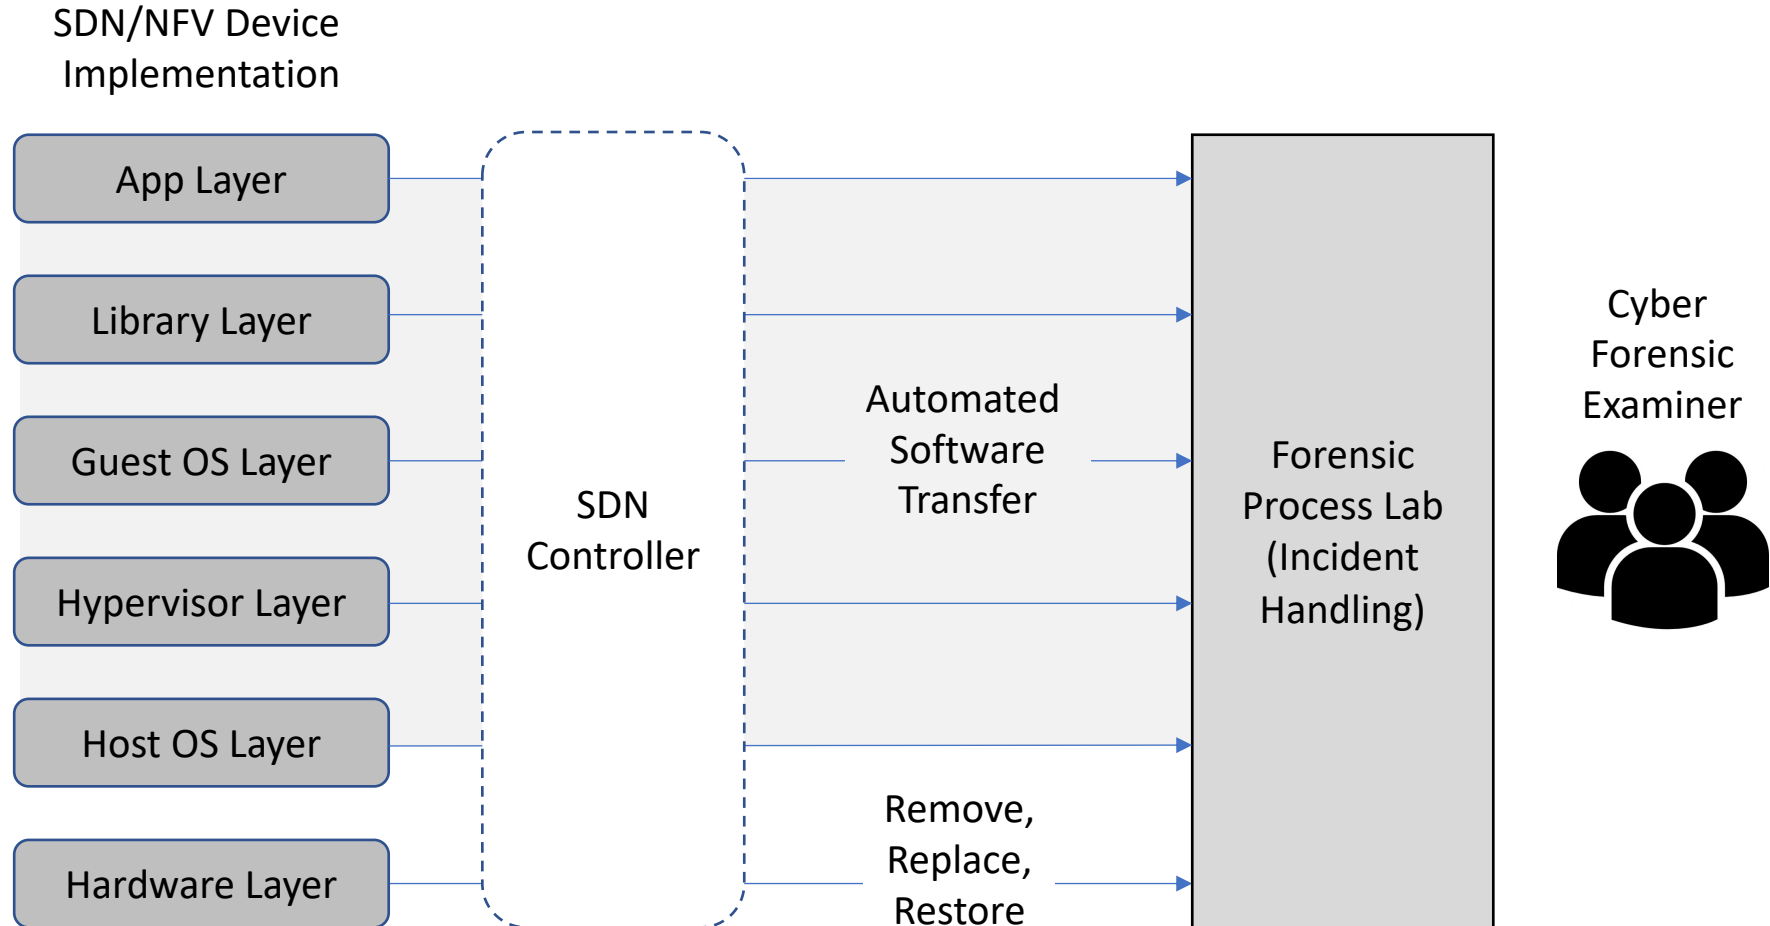 SDN/NFV Device
Implementation
App Layer
Library Layer
Guest OS Layer
Hypervisor Layer
Host OS Layer
Hardware Layer
SDN
Controller
Automated
Software
Transfer
Remove,
Replace,
Restore
Forensic
Process Lab
(Incident
Handling)
Cyber
Forensic
Examiner